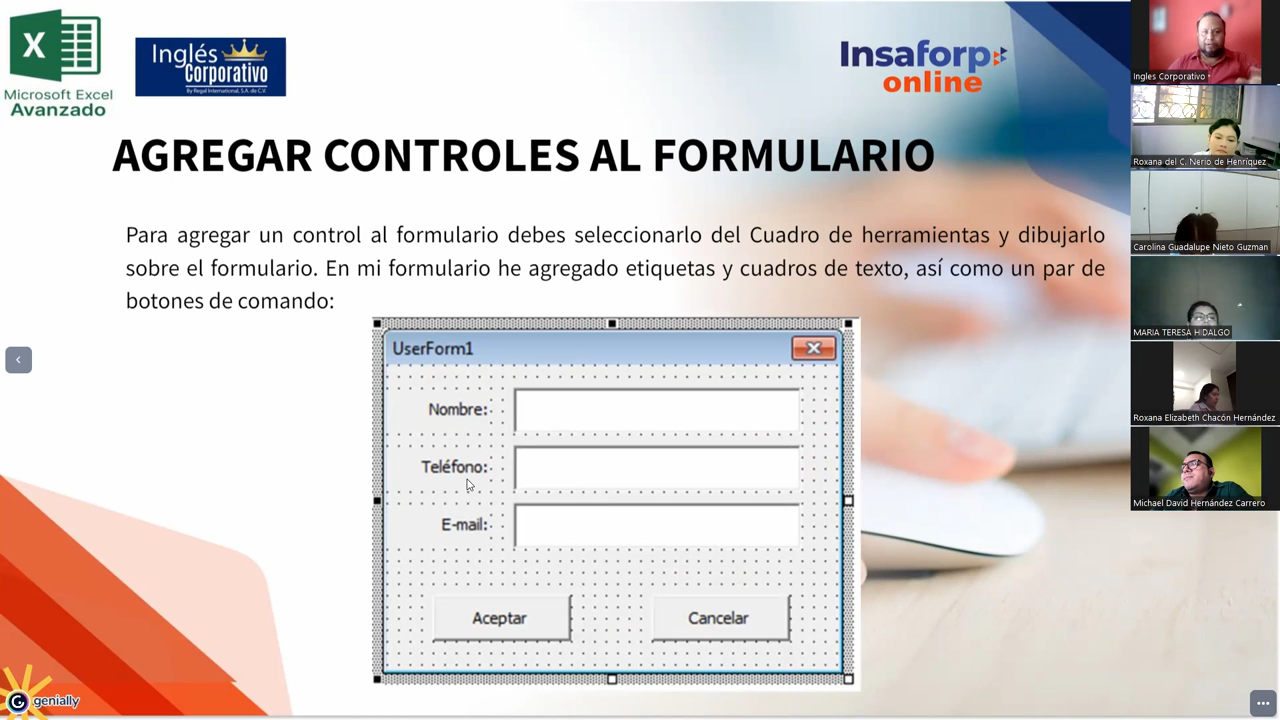 Microsoft Excel
Avanzado
Inglés
Corporativo
By Regal International, S.A. de C.V.
Insaforp
online
AGREGAR CONTROLES AL FORMULARIO
Para agregar un control al formulario debes seleccionarlo del Cuadro de herramientas y dibujarlo
sobre el formulario. En mi formulario he agregado etiquetas y cuadros de texto, así como un par de
botones de comando:
UserForm1
Nombre:
Teléfono:
E-mail:
Aceptar
Cancelar
genially
Ingles Corporativo *
Roxana del C. Nerio de Henríquez
Carolina Guadalupe Nieto Guzman
MARIA TERESA HIDALGO
Roxana Elizabeth Chacón Hernández
Michael David Hernández Carrero